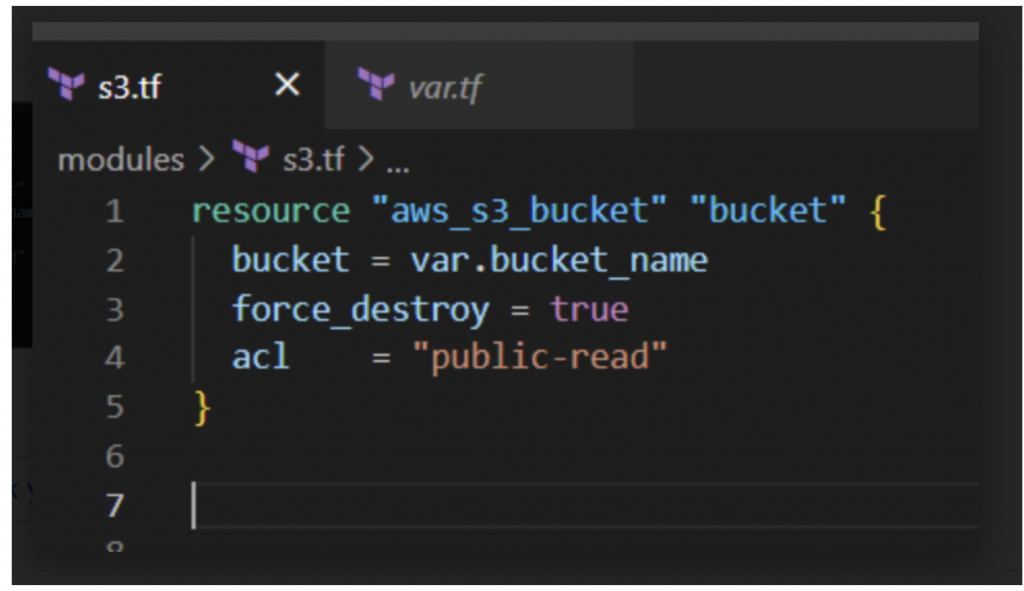 s3.tf ×
var.tf
modules > s3.tf > ...
1 resource "aws_s3_bucket" "bucket" {
2 bucket = var.bucket_name
3 force_destroy = true
4 acl = "public-read"
5 }
6
7
8